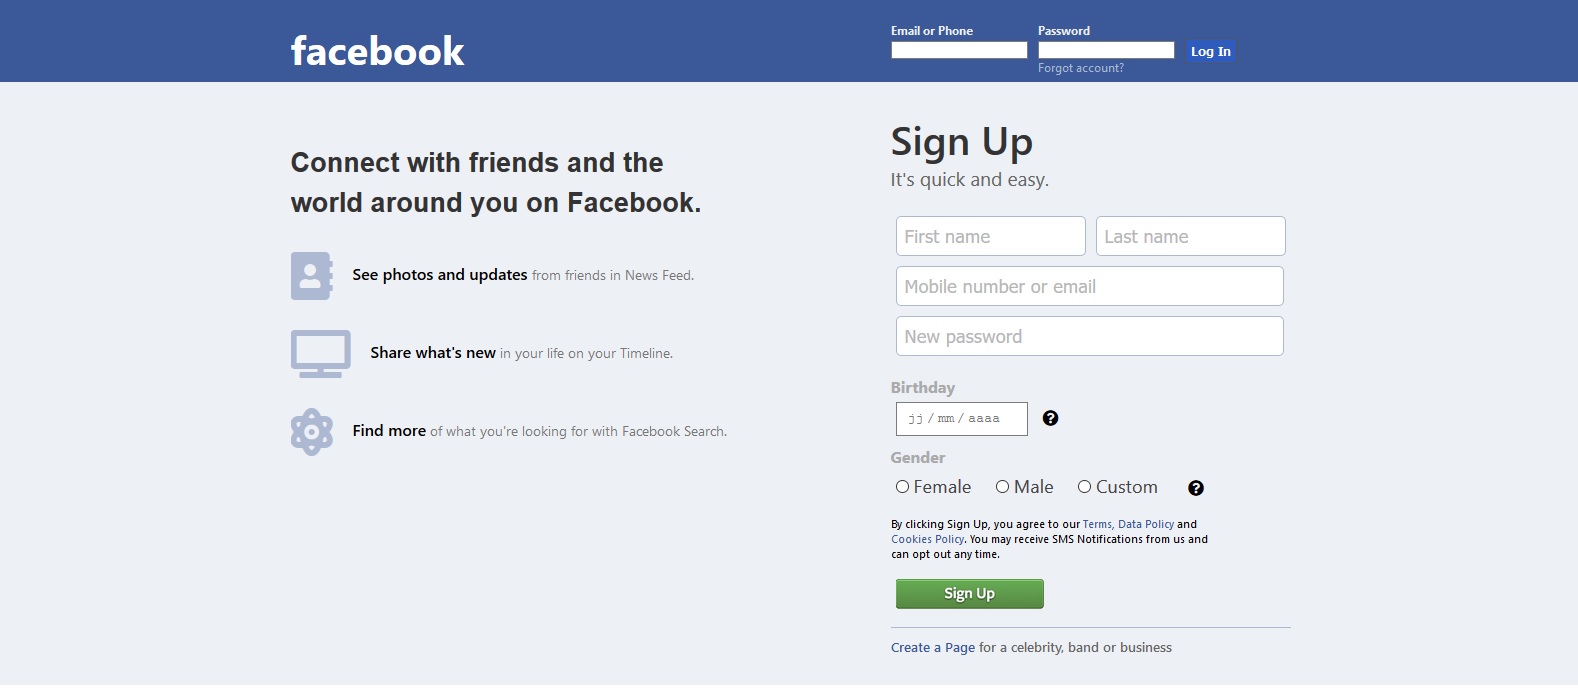 facebook
Email or Phone
Password
Log In
Forgot account?
Connect with friends and the
world around you on Facebook.
See photos and updates from friends in News Feed.
Share what's new in your life on your Timeline.
Find more of what you're looking for with Facebook Search.
Sign Up
It's quick and easy.
First name
Last name
Mobile number or email
New password
Birthday
jj / mm / aaaa
?
Gender
Female
Male
Custom
?
By clicking Sign Up, you agree to our Terms, Data Policy and
Cookies Policy. You may receive SMS Notifications from us and
can opt out any time.
Sign Up
Create a Page for a celebrity, band or business